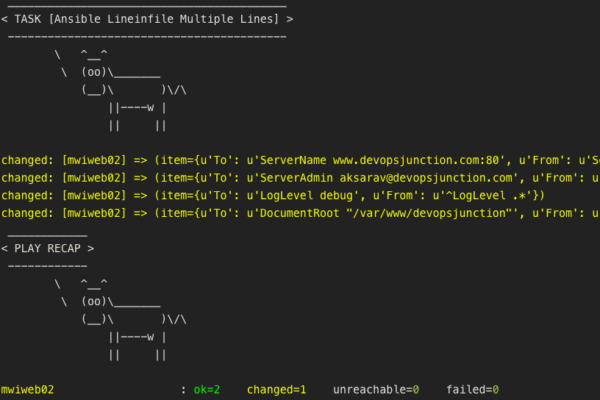 _________________________________________
< TASK [Ansible Lineinfile Multiple Lines] >
 -----------------------------------------
        \   ^__^
         \  (oo)\_______
            (__)\       )\/\
                ||----w |
                ||     ||
changed: [mwiweb02] => (item={u'To': u'ServerName www.devopsjunction.com:80', u'From': u'Se
changed: [mwiweb02] => (item={u'To': u'ServerAdmin aksarav@devopsjunction.com', u'From': u
changed: [mwiweb02] => (item={u'To': u'LogLevel debug', u'From': u'^LogLevel .*'})
changed: [mwiweb02] => (item={u'To': u'DocumentRoot "/var/www/devopsjunction"', u'From': u
 ____________
< PLAY RECAP >
 ------------
        \   ^__^
         \  (oo)\_______
            (__)\       )\/\
                ||----w |
                ||     ||
mwiweb02                   : ok=2    changed=1    unreachable=0    failed=0